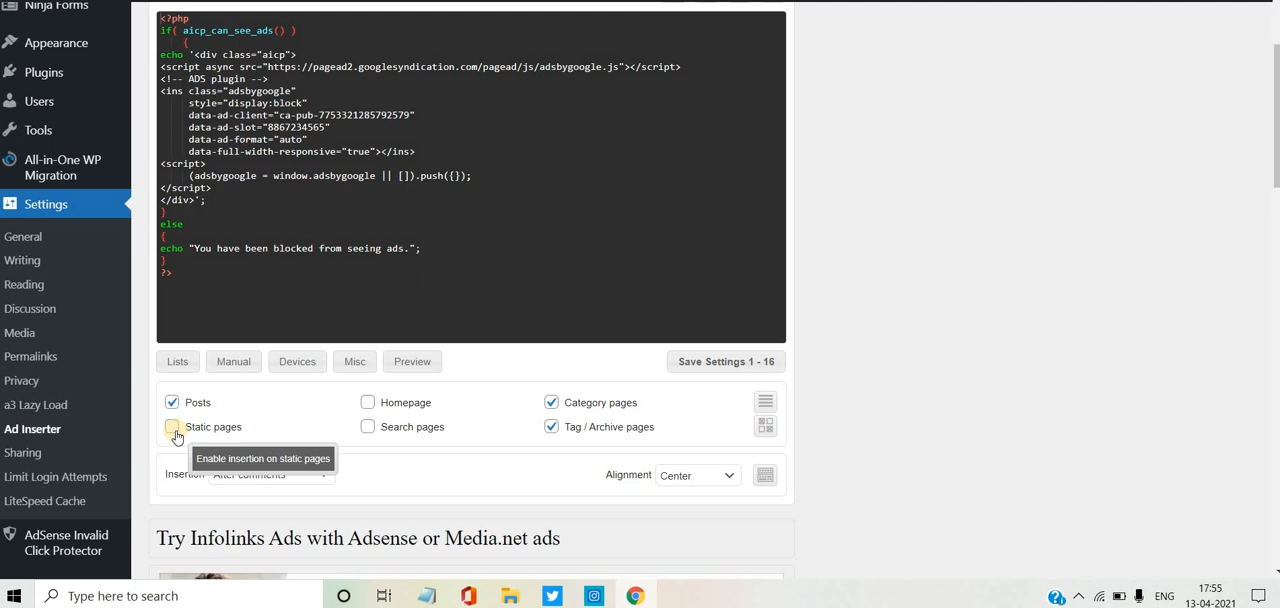 Ninja Forms
Appearance
Plugins
Users
Tools
All-in-One WP
Migration
Settings
General
Writing
Reading
Discussion
Media
Permalinks
Privacy
a3 Lazy Load
Ad Inserter
Sharing
Limit Login Attempts
LiteSpeed Cache
AdSense Invalid
Click Protector
<?php
if( aicp_can_see_ads() )
{
echo '<div class="aicp">
<script async src="https://pagead2.googlesyndication.com/pagead/js/adsbygoogle.js"></script>
<!-- ADS plugin -->
<ins class="adsbygoogle"
style="display:block"
data-ad-client="ca-pub-7753321285792579"
data-ad-slot="8867234565"
data-ad-format="auto"
data-full-width-responsive="true"></ins>
<script>
(adsbygoogle = window.adsbygoogle || []).push({});
</script>
</div>';
}
else
{
echo "You have been blocked from seeing ads.";
}
?>
Lists Manual Devices Misc Preview Save Settings 1 - 16
Posts Homepage Category pages
Static pages Search pages Tag / Archive pages
Enable insertion on static pages
Insertion After comments Alignment Center
Try Infolinks Ads with Adsense or Media.net ads
Type here to search
ENG
17:55
13-04-2021